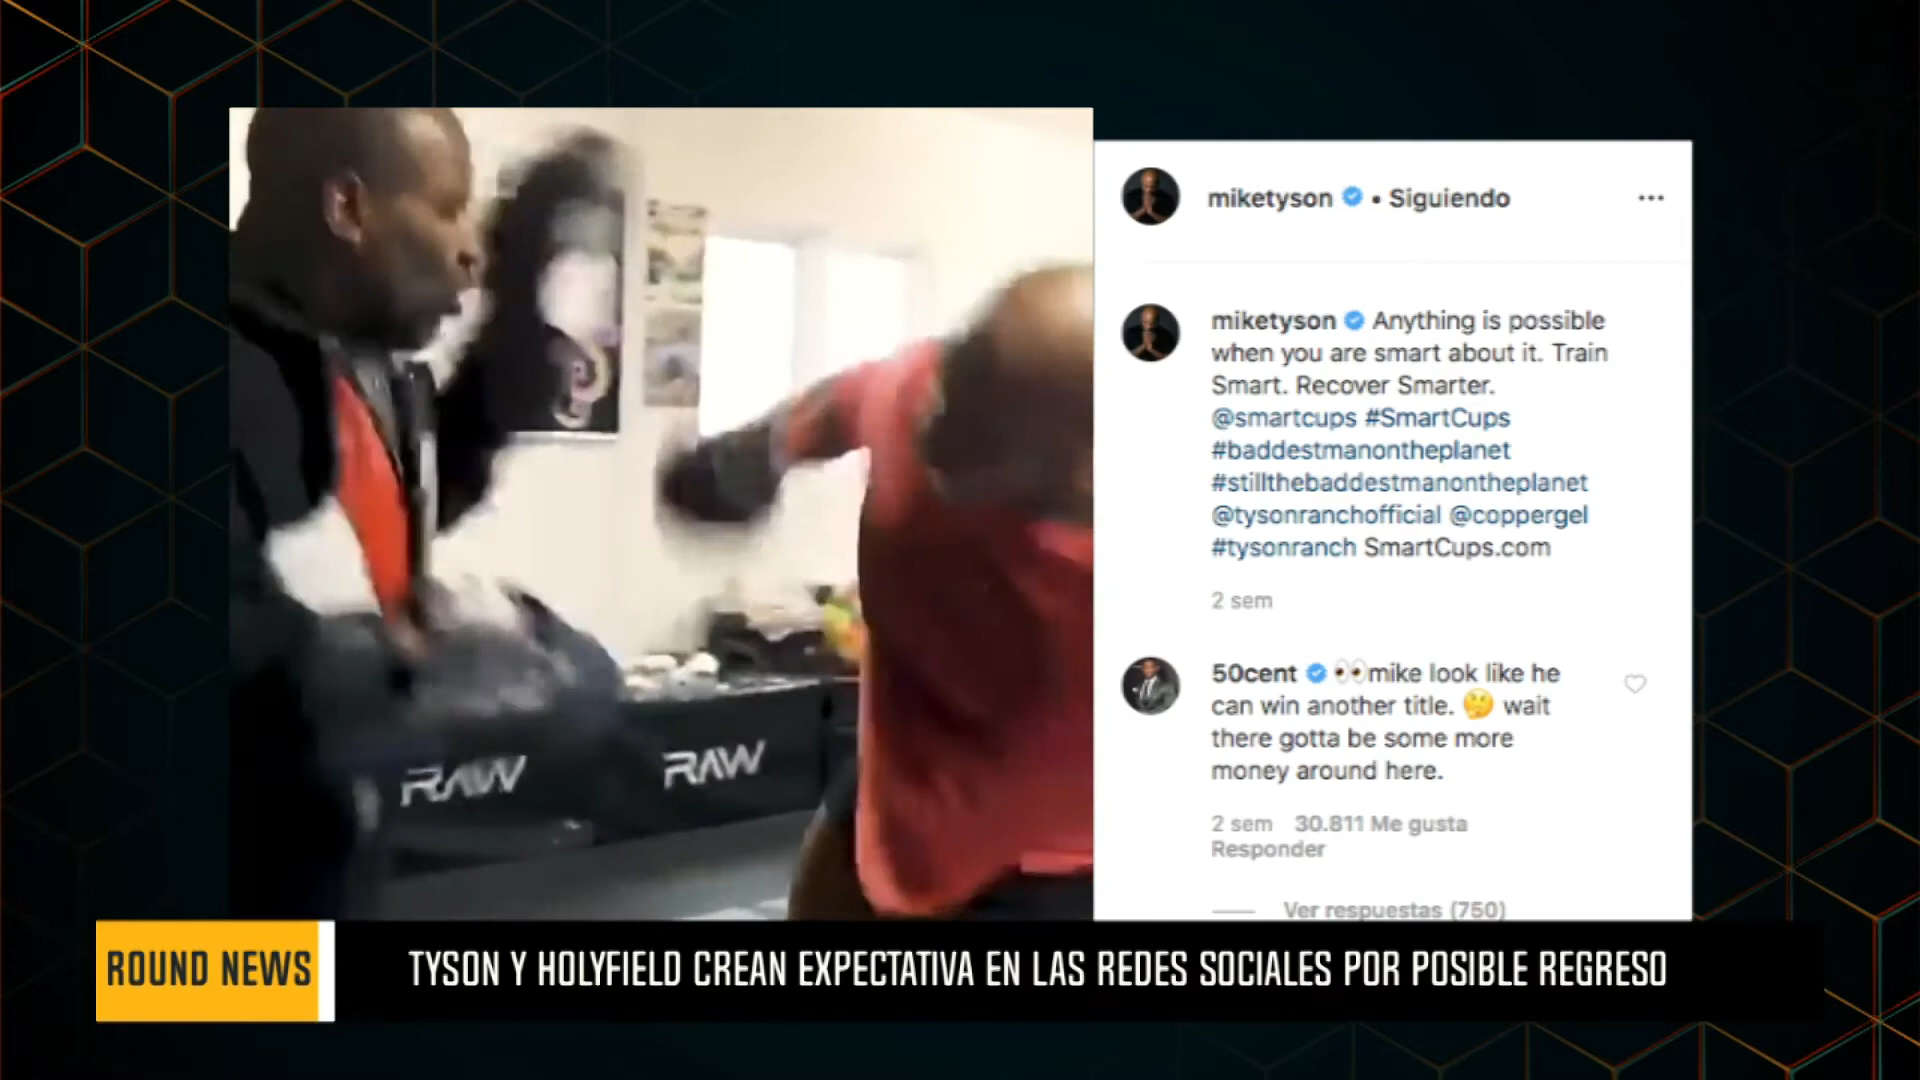 miketyson • Siguiendo
miketyson Anything is possible
when you are smart about it. Train
Smart. Recover Smarter.
@smartcups #SmartCups
#baddestmanontheplanet
#stillthebaddestmanontheplanet
@tysonranchofficial @coppergel
#tysonranch SmartCups.com
2 sem
50cent 👀mike look like he
can win another title. 🤔 wait
there gotta be some more
money around here.
2 sem 30.811 Me gusta
Responder
Ver respuestas (750)
RAW RAW
ROUND NEWS
TYSON Y HOLYFIELD CREAN EXPECTATIVA EN LAS REDES SOCIALES POR POSIBLE REGRESO